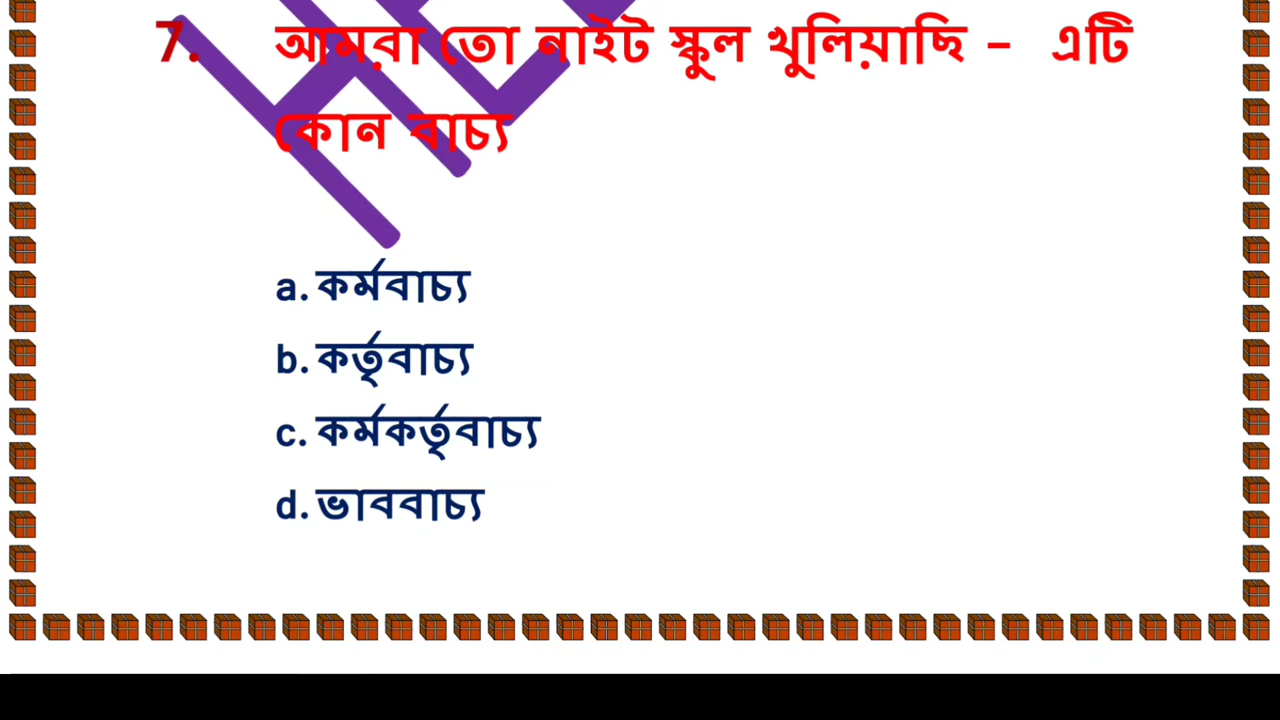 7. আমরা তো নাইট স্কুল খুলিয়াছি – এটি
কোন বাচ্য
a. কর্মবাচ্য
b. কর্তৃবাচ্য
c. কর্মকর্তৃবাচ্য
d. ভাববাচ্য